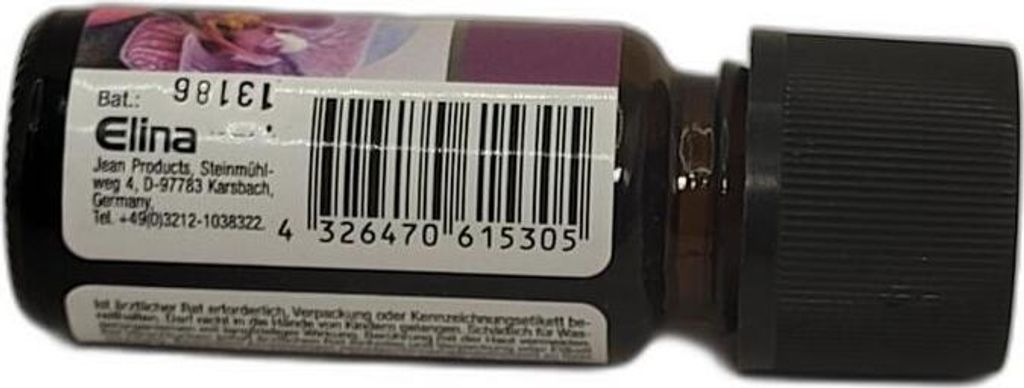 Bat.: 13186
Elina
Jean Products, Steinmühl-
weg 4, D-97783 Karsbach,
Germany,
Tel. +49(0)3212-1038322.
4 326470 615305
Ist ärztlicher Rat erforderlich, Verpackung oder Kennzeichnungsetikett be-
reithalten. Darf nicht in die Hände von Kindern gelangen. Schädlich für Was-